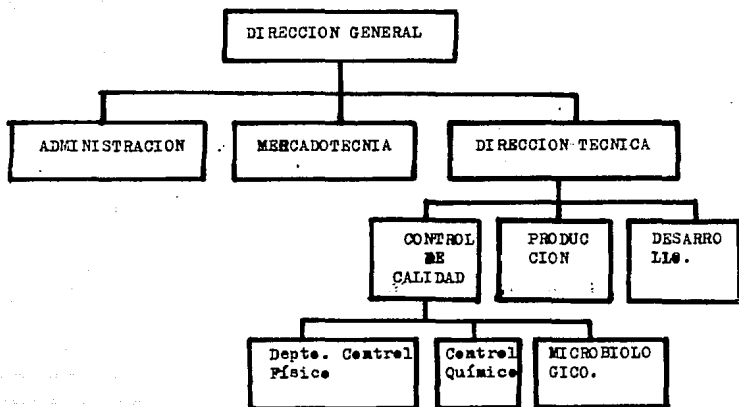 DIRECCION GENERAL
ADMINISTRACION
MERCADOTECNIA
DIRECCION TECNICA
CONTROL
DE
CALIDAD
PRODUC
CION
DESARRO
LLO.
Depto. Control
Físico
Control
Químico
MICROBIOLO
GICO.